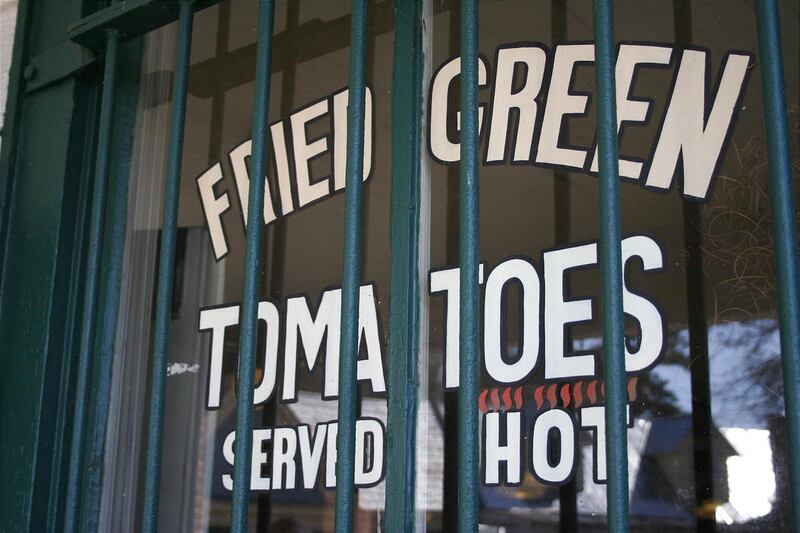 FRIED GREEN
TOMATOES
SERVED HOT